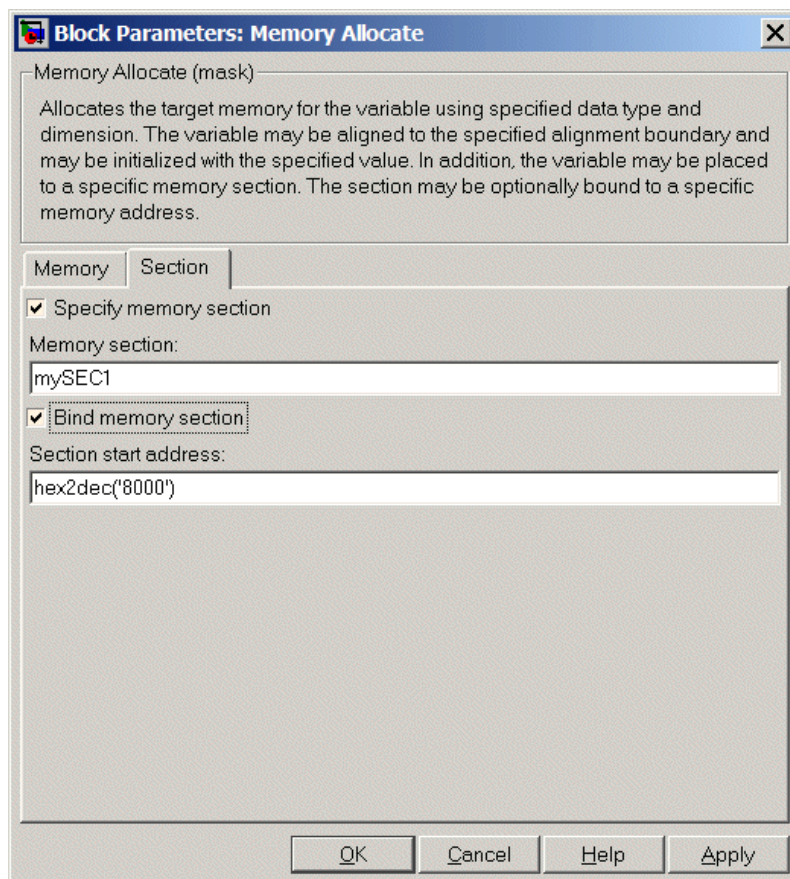 Block Parameters: Memory Allocate
Memory Allocate (mask)
Allocates the target memory for the variable using specified data type and
dimension. The variable may be aligned to the specified alignment boundary and
may be initialized with the specified value. In addition, the variable may be placed
to a specific memory section. The section may be optionally bound to a specific
memory address.
Memory Section
Specify memory section
Memory section:
mySEC1
Bind memory section
Section start address:
hex2dec('8000')
OK Cancel Help Apply